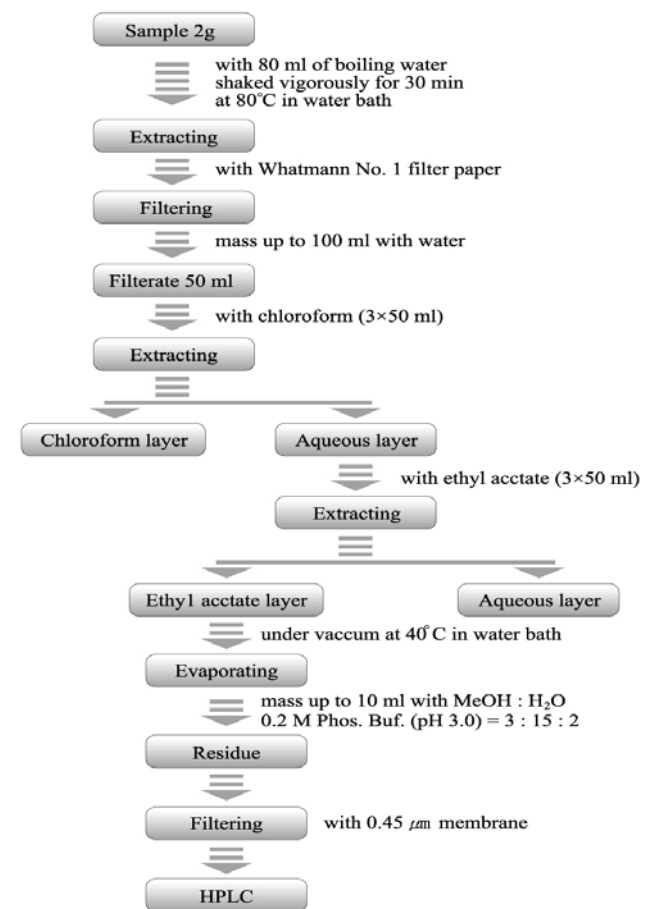 Sample 2g
with 80 ml of boiling water
shaked vigorously for 30 min
at 80°C in water bath
Extracting
with Whatmann No. 1 filter paper
Filtering
mass up to 100 ml with water
Filterate 50 ml
with chloroform (3×50 ml)
Extracting
Chloroform layer
Aqueous layer
with ethyl acctate (3×50 ml)
Extracting
Ethy1 acctate layer
Aqueous layer
under vaccum at 40°C in water bath
Evaporating
mass up to 10 ml with MeOH : H₂O
0.2 M Phos. Buf. (pH 3.0) = 3 : 15 : 2
Residue
Filtering
with 0.45 ㎛ membrane
HPLC